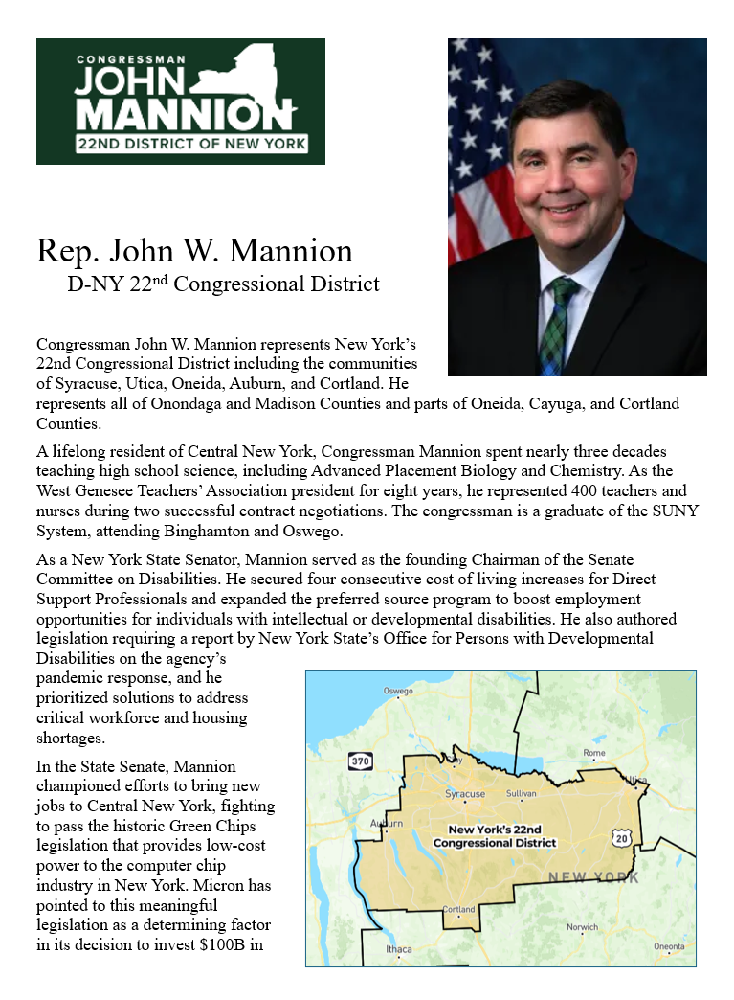 CONGRESSMAN
JOHN
MANNION
22ND DISTRICT OF NEW YORK
Rep. John W. Mannion
D-NY 22nd Congressional District
Congressman John W. Mannion represents New York’s
22nd Congressional District including the communities
of Syracuse, Utica, Oneida, Auburn, and Cortland. He
represents all of Onondaga and Madison Counties and parts of Oneida, Cayuga, and Cortland
Counties.
A lifelong resident of Central New York, Congressman Mannion spent nearly three decades
teaching high school science, including Advanced Placement Biology and Chemistry. As the
West Genesee Teachers’ Association president for eight years, he represented 400 teachers and
nurses during two successful contract negotiations. The congressman is a graduate of the SUNY
System, attending Binghamton and Oswego.
As a New York State Senator, Mannion served as the founding Chairman of the Senate
Committee on Disabilities. He secured four consecutive cost of living increases for Direct
Support Professionals and expanded the preferred source program to boost employment
opportunities for individuals with intellectual or developmental disabilities. He also authored
legislation requiring a report by New York State’s Office for Persons with Developmental
Disabilities on the agency’s
pandemic response, and he
prioritized solutions to address
critical workforce and housing
shortages.
In the State Senate, Mannion
championed efforts to bring new
jobs to Central New York, fighting
to pass the historic Green Chips
legislation that provides low-cost
power to the computer chip
industry in New York. Micron has
pointed to this meaningful
legislation as a determining factor
in its decision to invest $100B in
Oswego
370
Rome
Utica
Syracuse
Sullivan
Auburn
New York’s 22nd
Congressional District
20
NEW YORK
Cortland
Norwich
Ithaca
Oneonta